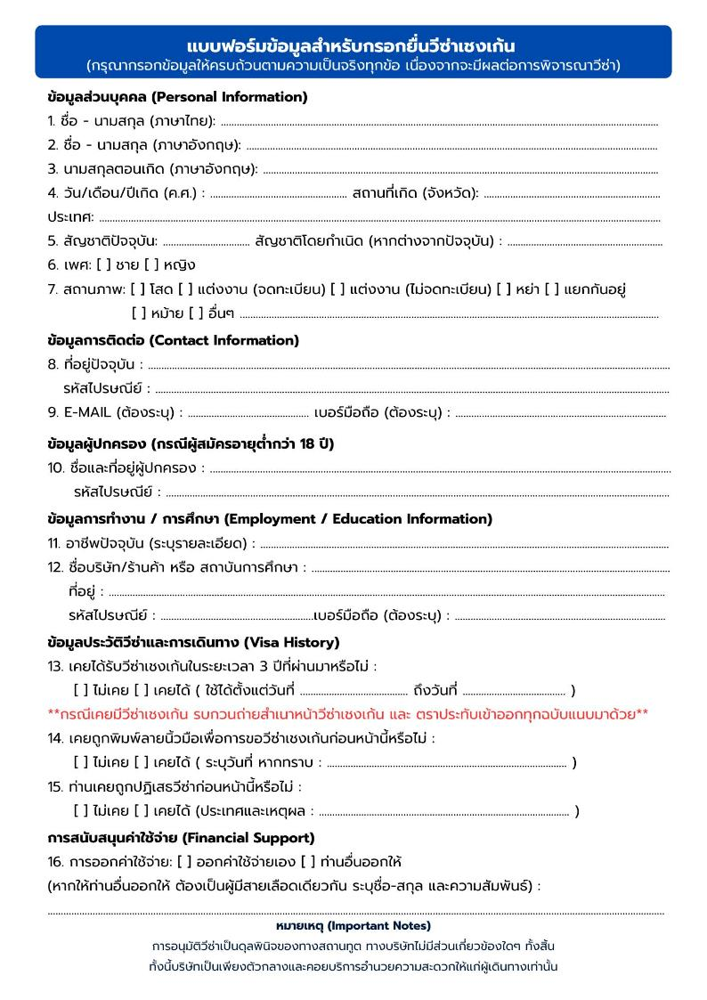 แบบฟอร์มข้อมูลสำหรับกรอกยื่นวีซ่าเชงเก้น
(กรุณากรอกข้อมูลให้ครบถ้วนตามความเป็นจริงทุกข้อ เนื่องจากจะมีผลต่อการพิจารณาวีซ่า)
ข้อมูลส่วนบุคคล (Personal Information)
1. ชื่อ - นามสกุล (ภาษาไทย): ........................................
2. ชื่อ - นามสกุล (ภาษาอังกฤษ): ........................................
3. นามสกุลตอนเกิด (ภาษาอังกฤษ): ........................................
4. วัน/เดือน/ปีเกิด (ค.ศ.) : .................... สถานที่เกิด (จังหวัด): ....................
ประเทศ: ........................................
5. สัญชาติปัจจุบัน: .................... สัญชาติโดยกำเนิด (หากต่างจากปัจจุบัน) : ....................
6. เพศ: [ ] ชาย [ ] หญิง
7. สถานภาพ: [ ] โสด [ ] แต่งงาน (จดทะเบียน) [ ] แต่งงาน (ไม่จดทะเบียน) [ ] หย่า [ ] แยกกันอยู่
[ ] หม้าย [ ] อื่นๆ ........................................
ข้อมูลการติดต่อ (Contact Information)
8. ที่อยู่ปัจจุบัน : ........................................
รหัสไปรษณีย์ : ........................................
9. E-MAIL (ต้องระบุ) : .................... เบอร์มือถือ (ต้องระบุ) : ....................
ข้อมูลผู้ปกครอง (กรณีผู้สมัครอายุต่ำกว่า 18 ปี)
10. ชื่อและที่อยู่ผู้ปกครอง : ........................................
รหัสไปรษณีย์ : ........................................
ข้อมูลการทำงาน / การศึกษา (Employment / Education Information)
11. อาชีพปัจจุบัน (ระบุรายละเอียด) : ........................................
12. ชื่อบริษัท/ร้านค้า หรือ สถาบันการศึกษา : ........................................
ที่อยู่ : ........................................
รหัสไปรษณีย์ : ....................เบอร์มือถือ (ต้องระบุ) : ....................
ข้อมูลประวัติวีซ่าและการเดินทาง (Visa History)
13. เคยได้รับวีซ่าเชงเก้นในระยะเวลา 3 ปีที่ผ่านมาหรือไม่ :
[ ] ไม่เคย [ ] เคยได้ ( ใช้ได้ตั้งแต่วันที่ .................... ถึงวันที่ .................... )
**กรณีเคยมีวีซ่าเชงเก้น รบกวนถ่ายสำเนาหน้าวีซ่าเชงเก้น และ ตราประทับเข้าออกทุกฉบับแนบมาด้วย**
14. เคยถูกพิมพ์ลายนิ้วมือเพื่อการขอวีซ่าเชงเก้นก่อนหน้านี้หรือไม่ :
[ ] ไม่เคย [ ] เคยได้ ( ระบุวันที่ หากทราบ : .................... )
15. ท่านเคยถูกปฏิเสธวีซ่าก่อนหน้านี้หรือไม่ :
[ ] ไม่เคย [ ] เคยได้ (ประเทศและเหตุผล : .................... )
การสนับสนุนค่าใช้จ่าย (Financial Support)
16. การออกค่าใช้จ่าย: [ ] ออกค่าใช้จ่ายเอง [ ] ท่านอื่นออกให้
(หากให้ท่านอื่นออกให้ ต้องเป็นผู้มีสายเลือดเดียวกัน ระบุชื่อ-สกุล และความสัมพันธ์) :
........................................
หมายเหตุ (Important Notes)
การอนุมัติวีซ่าเป็นดุลพินิจของทางสถานทูต ทางบริษัทไม่มีส่วนเกี่ยวข้องใดๆ ทั้งสิ้น
ทั้งนี้บริษัทเป็นเพียงตัวกลางและคอยบริการอำนวยความสะดวกให้แก่ผู้เดินทางเท่านั้น